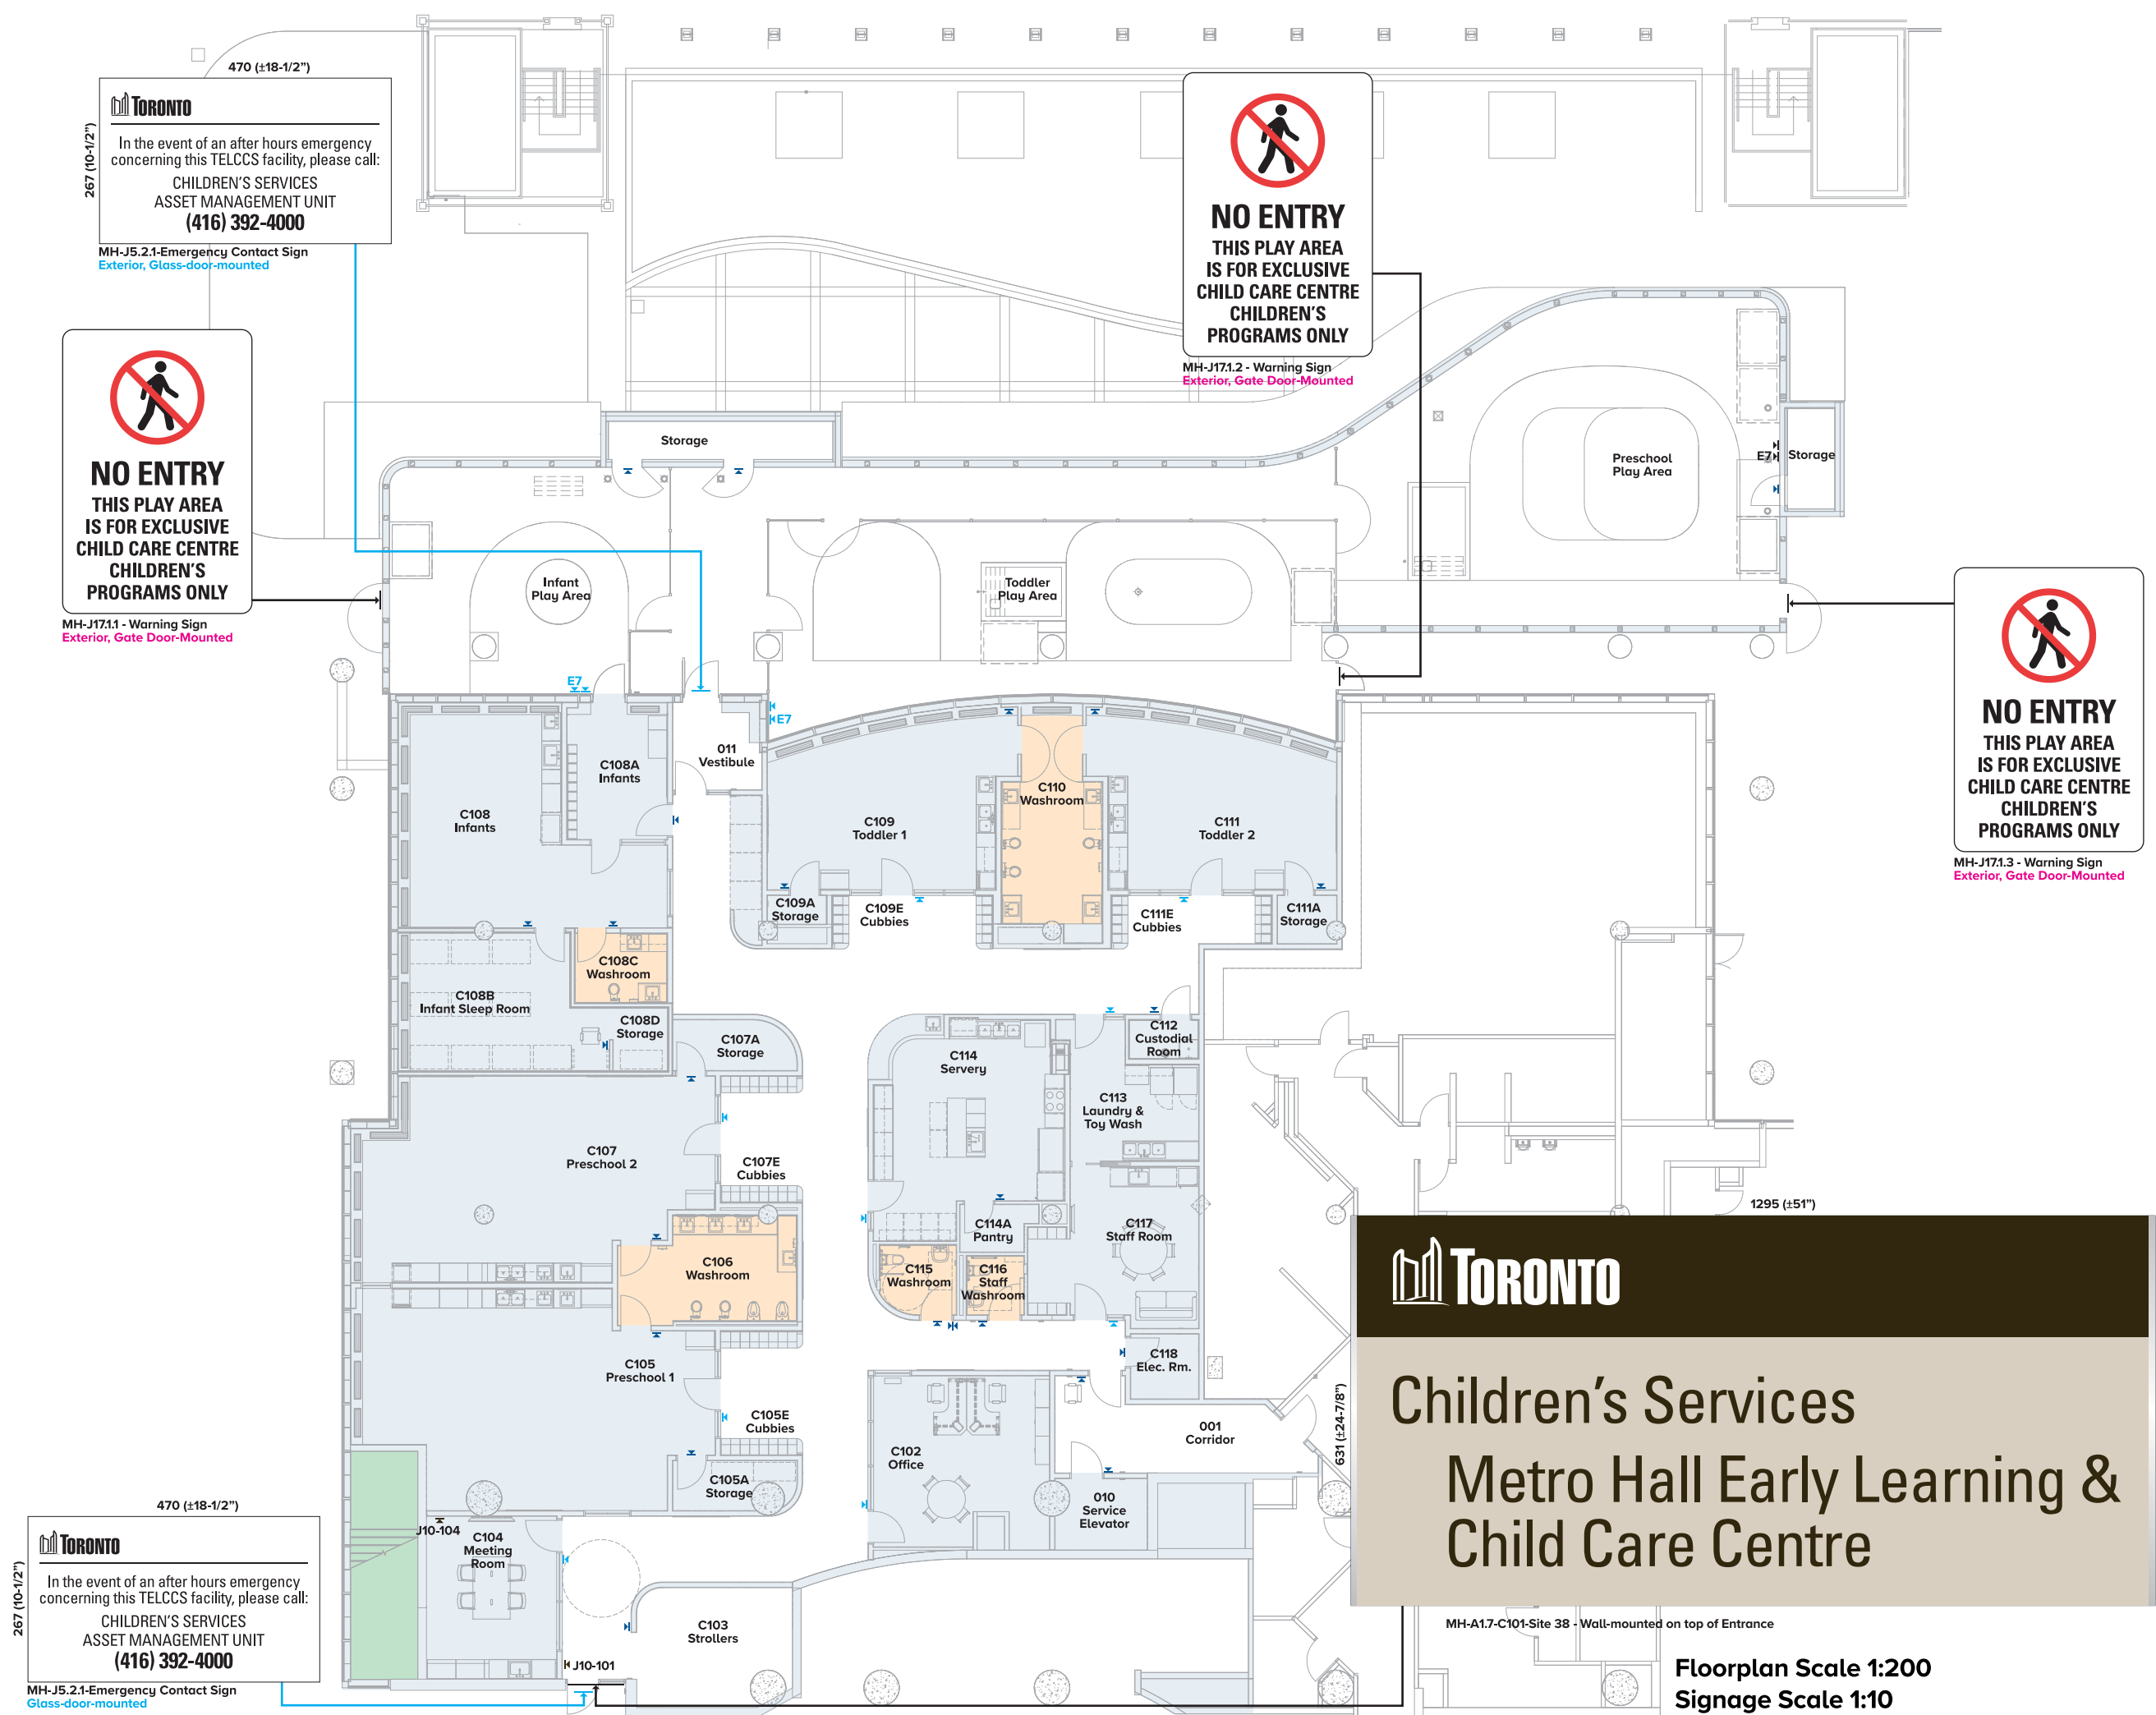 470 (±18-1/2”)
267 (10-1/2”)
TORONTO
In the event of an after hours emergency
concerning this TELCCS facility, please call:
CHILDREN'S SERVICES
ASSET MANAGEMENT UNIT
(416) 392-4000
MH-J5.2.1-Emergency Contact Sign
Exterior, Glass-door-mounted
NO ENTRY
THIS PLAY AREA
IS FOR EXCLUSIVE
CHILD CARE CENTRE
CHILDREN'S
PROGRAMS ONLY
MH-J17.1.2 - Warning Sign
Exterior, Gate Door-Mounted
NO ENTRY
THIS PLAY AREA
IS FOR EXCLUSIVE
CHILD CARE CENTRE
CHILDREN'S
PROGRAMS ONLY
MH-J17.1.1 - Warning Sign
Exterior, Gate Door-Mounted
Storage
Preschool
Play Area
E7
Storage
Infant
Play Area
Toddler
Play Area
NO ENTRY
THIS PLAY AREA
IS FOR EXCLUSIVE
CHILD CARE CENTRE
CHILDREN'S
PROGRAMS ONLY
MH-J17.1.3 - Warning Sign
Exterior, Gate Door-Mounted
E7
E7
011
Vestibule
C108A
Infants
C108
Infants
C109
Toddler 1
C110
Washroom
C111
Toddler 2
C109A
Storage
C109E
Cubbies
C111E
Cubbies
C111A
Storage
C108C
Washroom
C108B
Infant Sleep Room
C108D
Storage
C107A
Storage
C114
Servery
C112
Custodial
Room
C113
Laundry &
Toy Wash
C107
Preschool 2
C107E
Cubbies
C114A
Pantry
C117
Staff Room
C106
Washroom
C115
Washroom
C116
Staff
Washroom
C105
Preschool 1
C118
Elec. Rm.
C105E
Cubbies
C102
Office
001
Corridor
C105A
Storage
010
Service
Elevator
J10-104
C104
Meeting
Room
C103
Strollers
J10-101
470 (±18-1/2”)
267 (10-1/2”)
TORONTO
In the event of an after hours emergency
concerning this TELCCS facility, please call:
CHILDREN'S SERVICES
ASSET MANAGEMENT UNIT
(416) 392-4000
MH-J5.2.1-Emergency Contact Sign
Glass-door-mounted
1295 (±51”)
631 (±24-7/8”)
TORONTO
Children's Services
Metro Hall Early Learning &
Child Care Centre
MH-A1.7-C101-Site 38 - Wall-mounted on top of Entrance
Floorplan Scale 1:200
Signage Scale 1:10